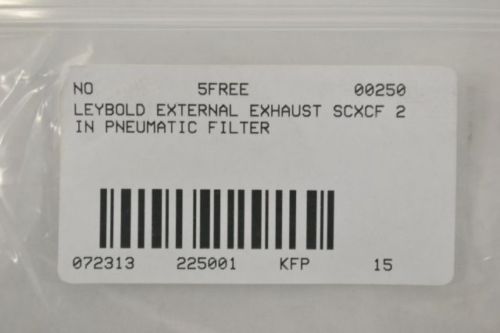 NO 5FREE 00250
LEYBOLD EXTERNAL EXHAUST SCXCF 2
IN PNEUMATIC FILTER
072313 225001 KFP 15